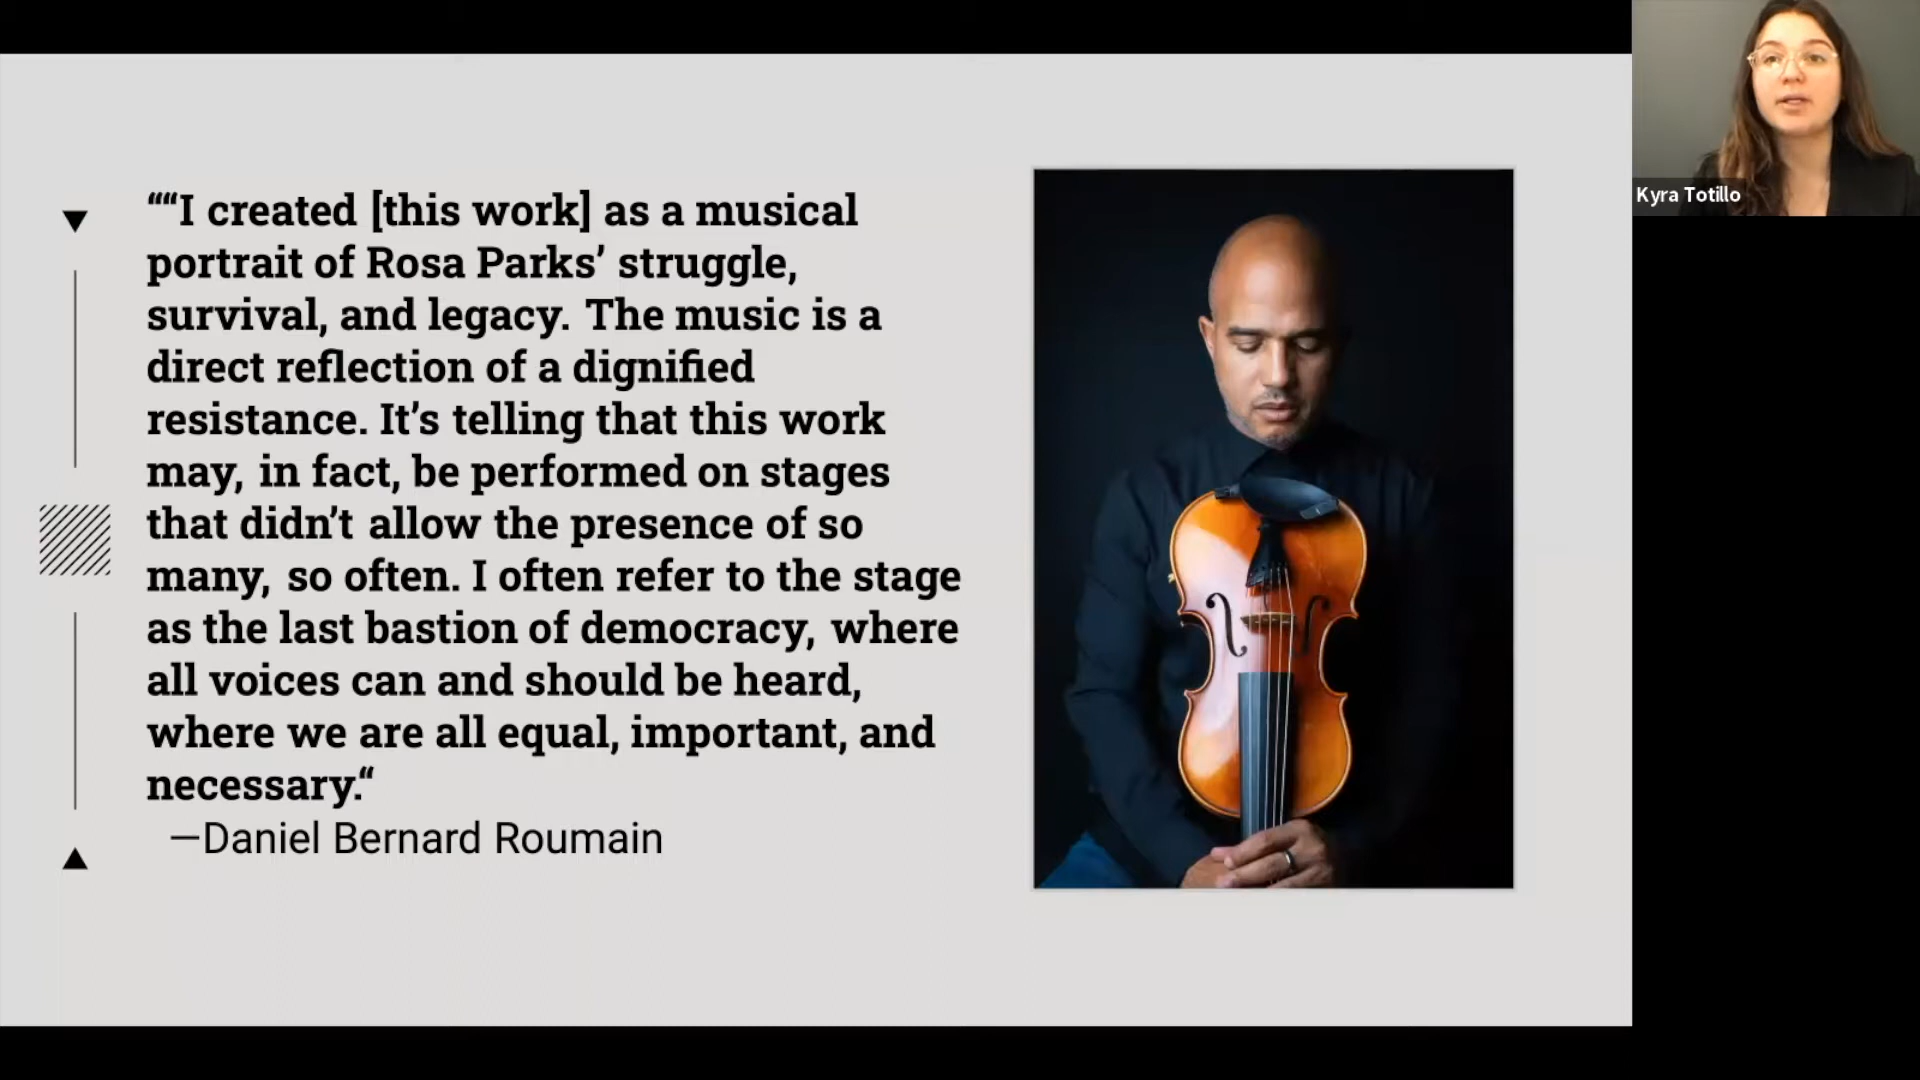 ““I created [this work] as a musical
portrait of Rosa Parks’ struggle,
survival, and legacy. The music is a
direct reflection of a dignified
resistance. It’s telling that this work
may, in fact, be performed on stages
that didn’t allow the presence of so
many, so often. I often refer to the stage
as the last bastion of democracy, where
all voices can and should be heard,
where we are all equal, important, and
necessary.“
—Daniel Bernard Roumain
Kyra Totillo